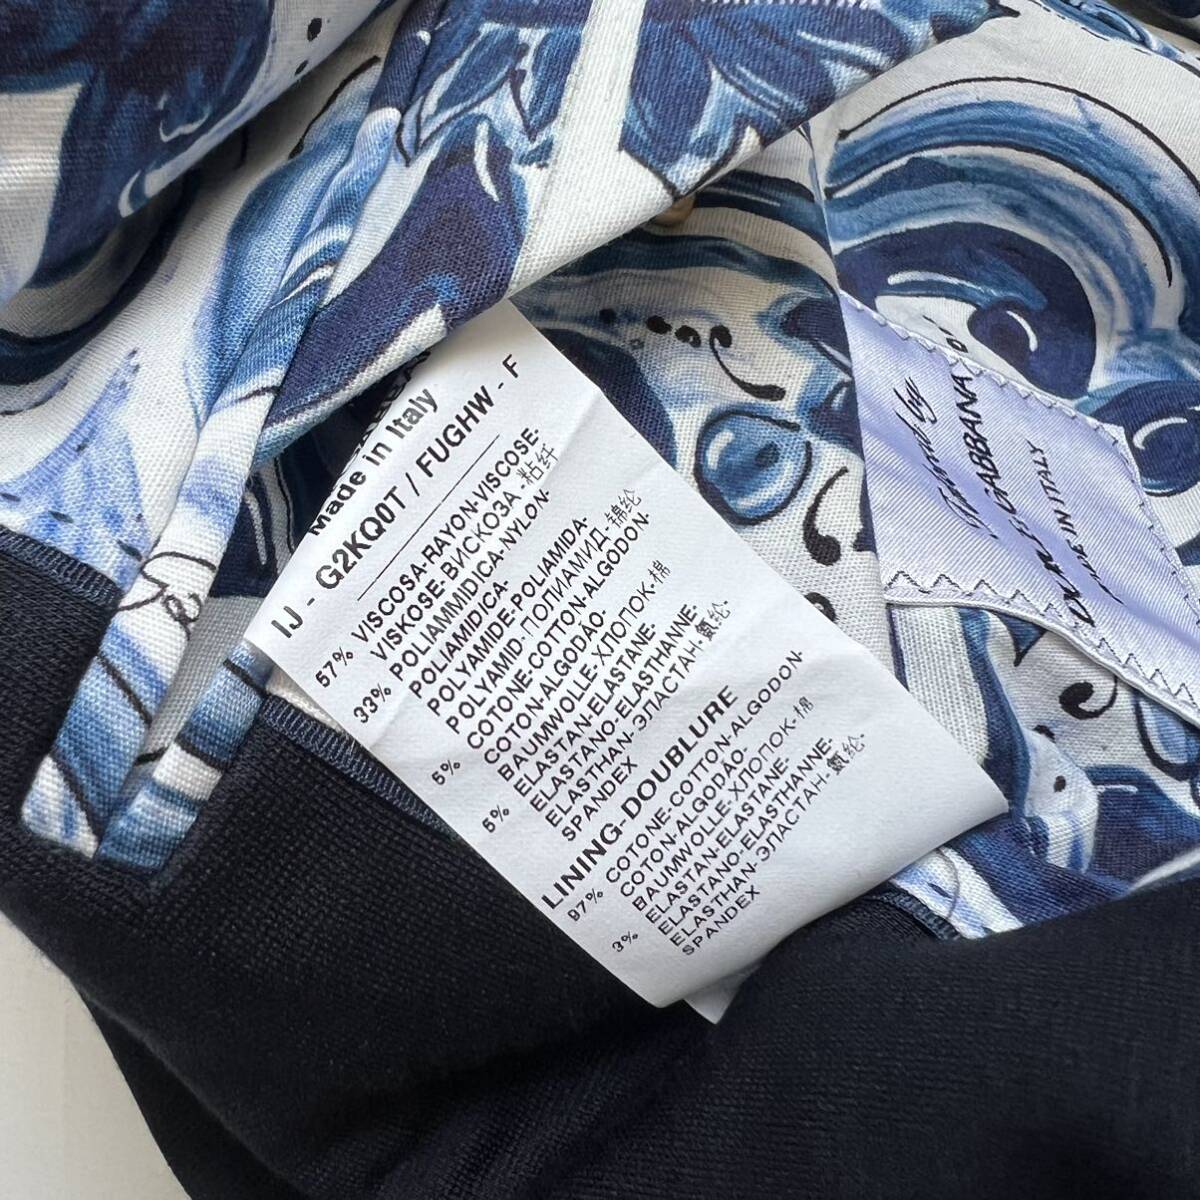 Made in Italy
IJ - G2KQ0T / FUGHW - F
57% VISCOSA-RAYON-VISCOSE-
VISKOSE-ВИСКОЗА-粘纤
33% POLIAMMIDICA-NYLON-
POLIAMIDICA-
POLYAMIDE-POLIAMIDA-
POLYAMID-ПОЛИАМИД-锦纶
5% COTONE-COTTON-ALGODON-
COTON-ALGODÃO-
BAUMWOLLE-ХЛОПОК-棉
5% ELASTAN-ELASTANE-
ELASTANO-ELASTHANNE-
ELASTHAN-ЭЛАСТАН-氨纶-
SPANDEX
LINING-DOUBLURE
97% COTONE-COTTON-ALGODON-
COTON-ALGODÃO-
BAUMWOLLE-ХЛОПОК-棉
3% ELASTAN-ELASTANE-
ELASTANO-ELASTHANNE-
ELASTHAN-ЭЛАСТАН-氨纶-
SPANDEX
by
GABBANA
IN ITALY